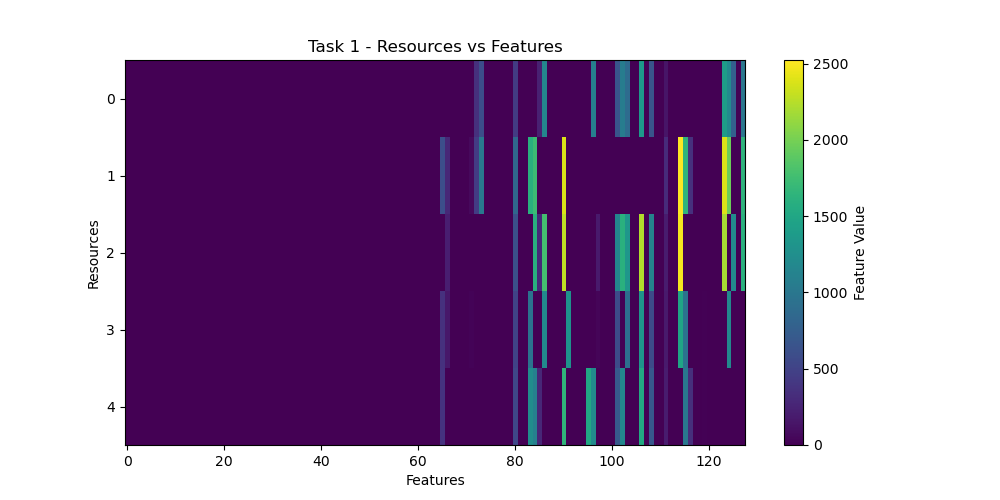 Task 1 - Resources vs Features
Resources
0
1
2
3
4
0 20 40 60 80 100 120
Features
2500
2000
1500
1000
500
0
Feature Value